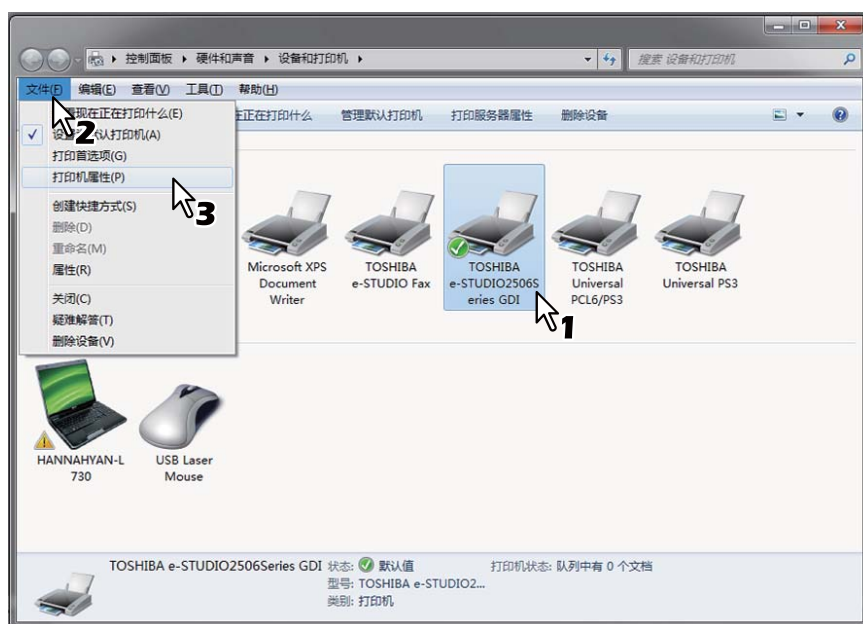 控制面板 ▸ 硬件和声音 ▸ 设备和打印机 ▸
搜索 设备和打印机
文件(F) 编辑(E) 查看(V) 工具(T) 帮助(H)
现在正在打印什么(E)
在正在打印什么 管理默认打印机 打印服务器属性 删除设备
2
认打印机(A)
打印首选项(G)
打印机属性(P)
3
创建快捷方式(S)
删除(D)
重命名(M)
属性(R)
关闭(C)
疑难解答(T)
删除设备(V)
Microsoft XPS
Document
Writer
TOSHIBA
e-STUDIO Fax
TOSHIBA
e-STUDIO2506S
eries GDI
1
TOSHIBA
Universal
PCL6/PS3
TOSHIBA
Universal PS3
HANNAHYAN-L
730
USB Laser
Mouse
TOSHIBA e-STUDIO2506Series GDI 状态: 默认值 打印机状态: 队列中有 0 个文档
型号: TOSHIBA e-STUDIO2...
类别: 打印机